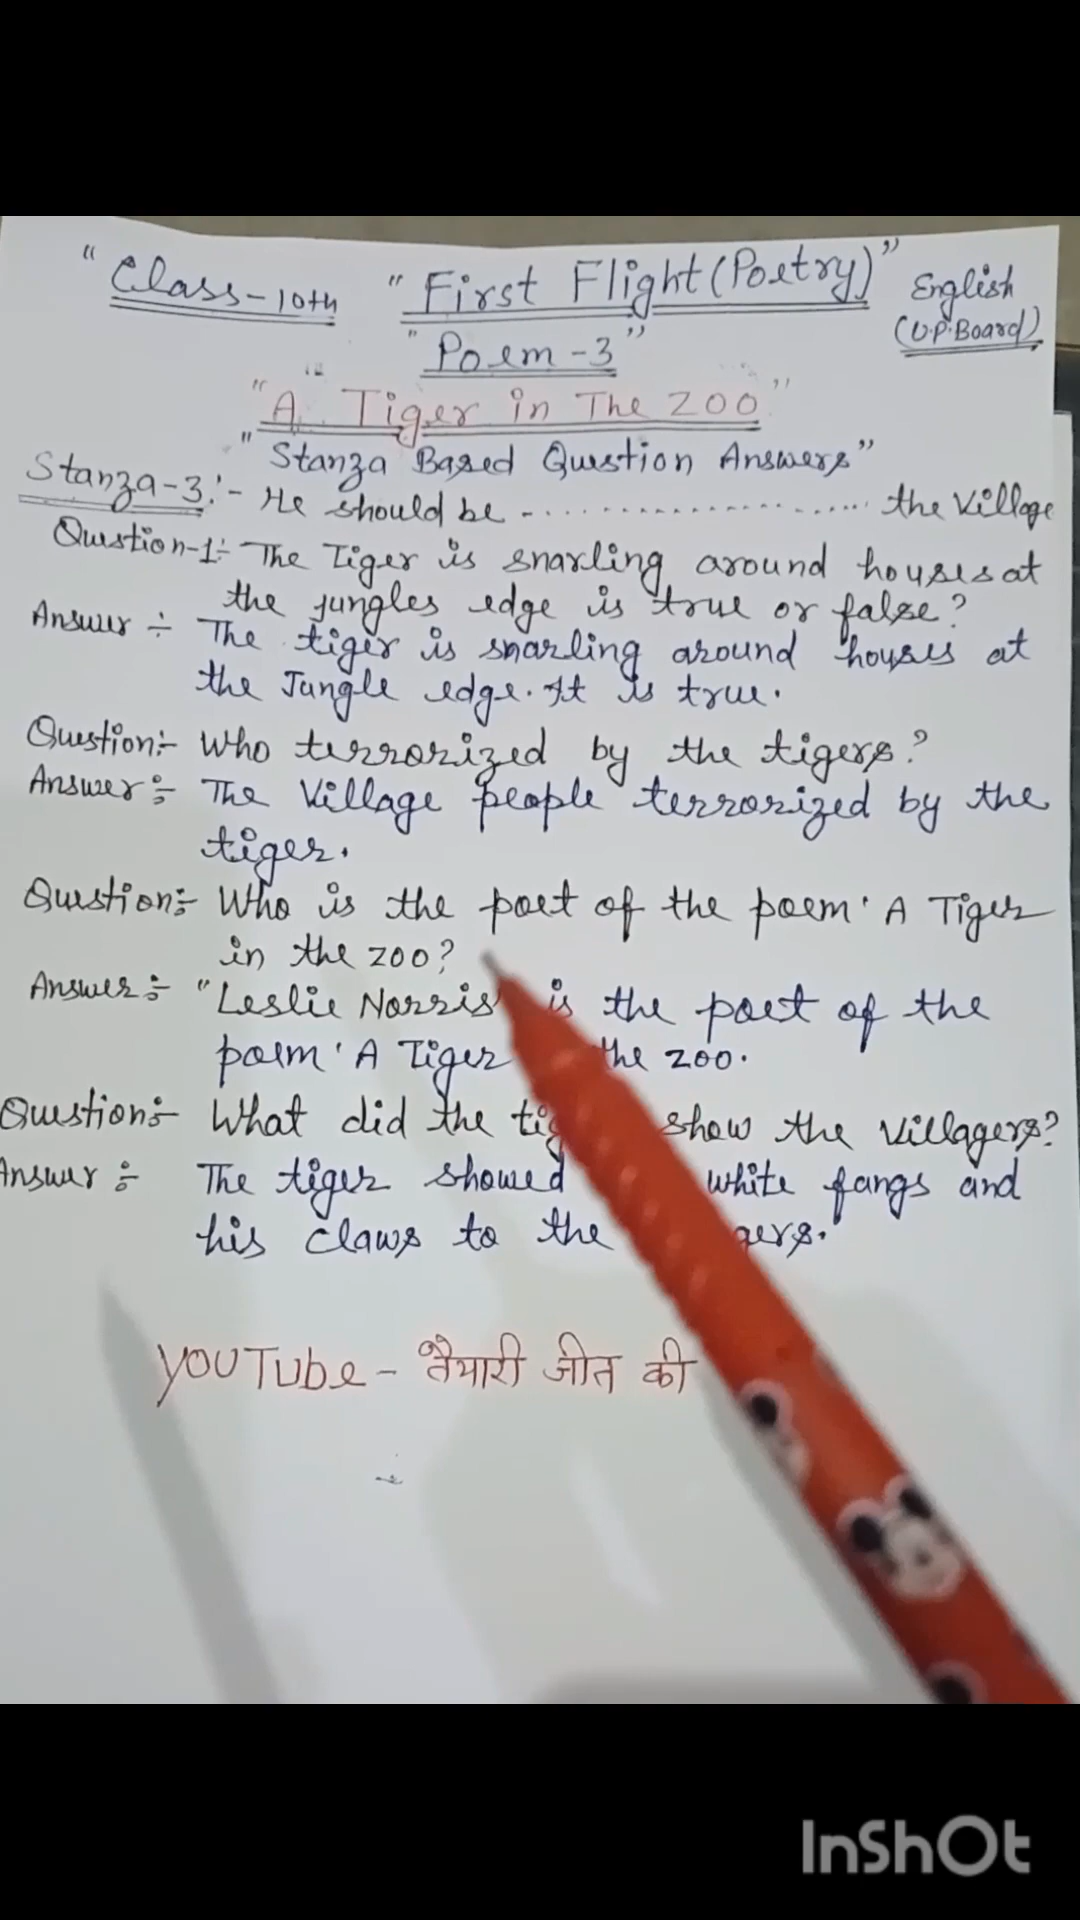 "Class-10th "First Flight (Poetry)" English
(U.P. Board)
"Poem-3"
"A Tiger in The Zoo"
"Stanza Based Question Answers"
Stanza-3:- He should be - .................... the Village
Question-1:- The Tiger is snarling around houses at
the jungles edge is true or false?
Answer ÷ The tiger is snarling around houses at
the Jungle edge. It is true.
Question:- Who terrorized by the tigers?
Answer ÷ The Village people terrorized by the
tiger.
Question:- Who is the poet of the poem 'A Tiger
in the zoo?
Answer:- "Leslie Norris is the poet of the
poem 'A Tiger the zoo.
Question:- What did the show the villagers?
Answer ÷ The tiger showed white fangs and
his claws to the
YOUTube - तैयारी जीत की
InShOt